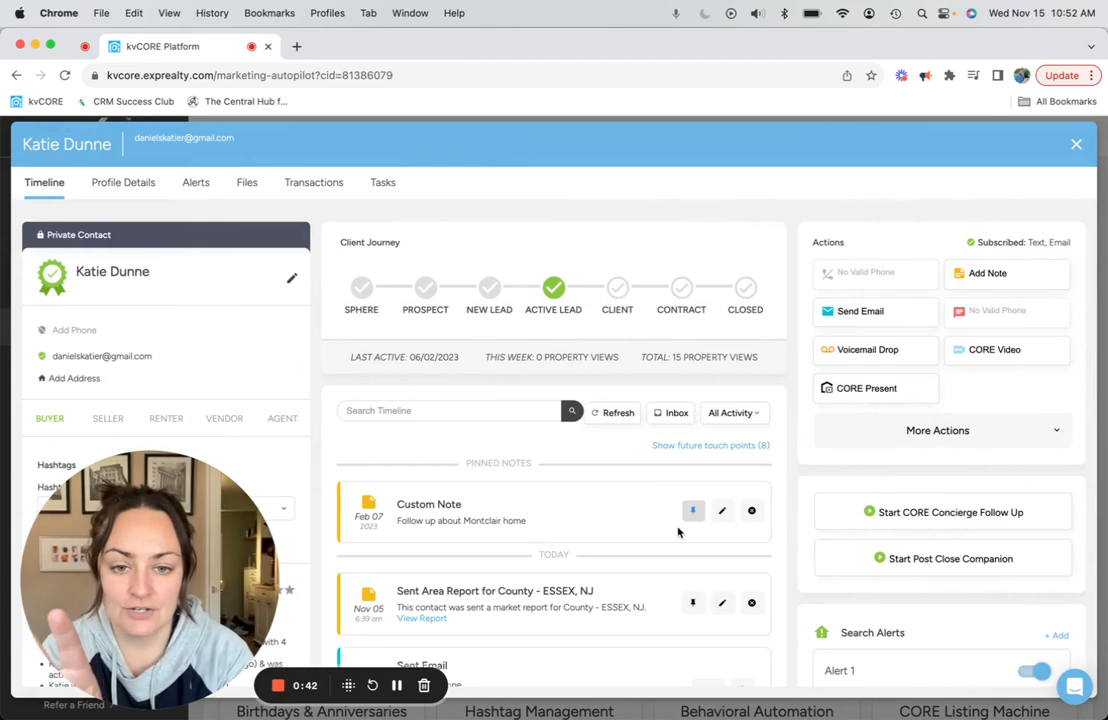 Chrome File Edit View History Bookmarks Profiles Tab Window Help Wed Nov 15 10:52 AM
kvCORE Platform
kvcore.exprealty.com/marketing-autopilot?cid=81386079 Update
kvCORE CRM Success Club The Central Hub f... All Bookmarks
Katie Dunne danielskatier@gmail.com
Timeline Profile Details Alerts Files Transactions Tasks
Private Contact
Katie Dunne
Add Phone
danielskatier@gmail.com
Add Address
BUYER SELLER RENTER VENDOR AGENT
Hashtags
Client Journey
SPHERE PROSPECT NEW LEAD ACTIVE LEAD CLIENT CONTRACT CLOSED
LAST ACTIVE: 06/02/2023 THIS WEEK: 0 PROPERTY VIEWS TOTAL: 15 PROPERTY VIEWS
Search Timeline Refresh Inbox All Activity
Show future touch points (8)
PINNED NOTES
Custom Note
Feb 07
2023
Follow up about Montclair home
TODAY
Sent Area Report for County - ESSEX, NJ
Nov 05
6:39 am
This contact was sent a market report for County - ESSEX, NJ.
View Report
Sent Email
Actions Subscribed: Text, Email
No Valid Phone Add Note
Send Email No Valid Phone
Voicemail Drop CORE Video
CORE Present
More Actions
Start CORE Concierge Follow Up
Start Post Close Companion
Search Alerts + Add
Alert 1
with 4
0:42
Refer a Friend
Birthdays & Anniversaries Hashtag Management Behavioral Automation CORE Listing Machine